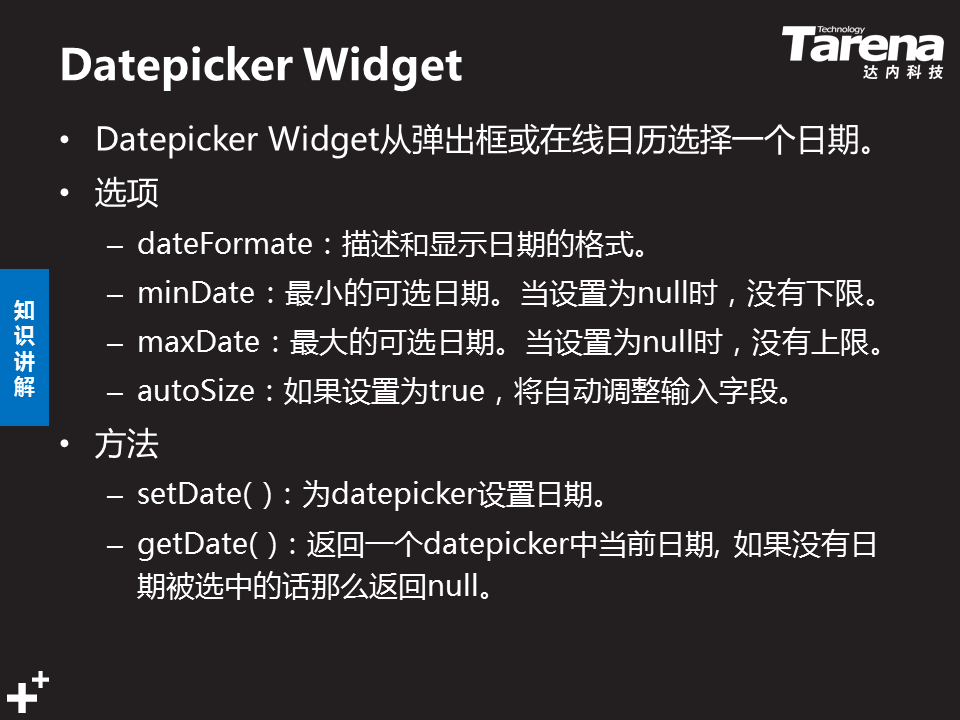 Datepicker Widget
Technology
Tarena
达内科技
• Datepicker Widget从弹出框或在线日历选择一个日期。
• 选项
– dateFormate：描述和显示日期的格式。
– minDate：最小的可选日期。当设置为null时，没有下限。
– maxDate：最大的可选日期。当设置为null时，没有上限。
– autoSize：如果设置为true，将自动调整输入字段。
知识讲解
• 方法
– setDate( )：为datepicker设置日期。
– getDate( )：返回一个datepicker中当前日期, 如果没有日
期被选中的话那么返回null。